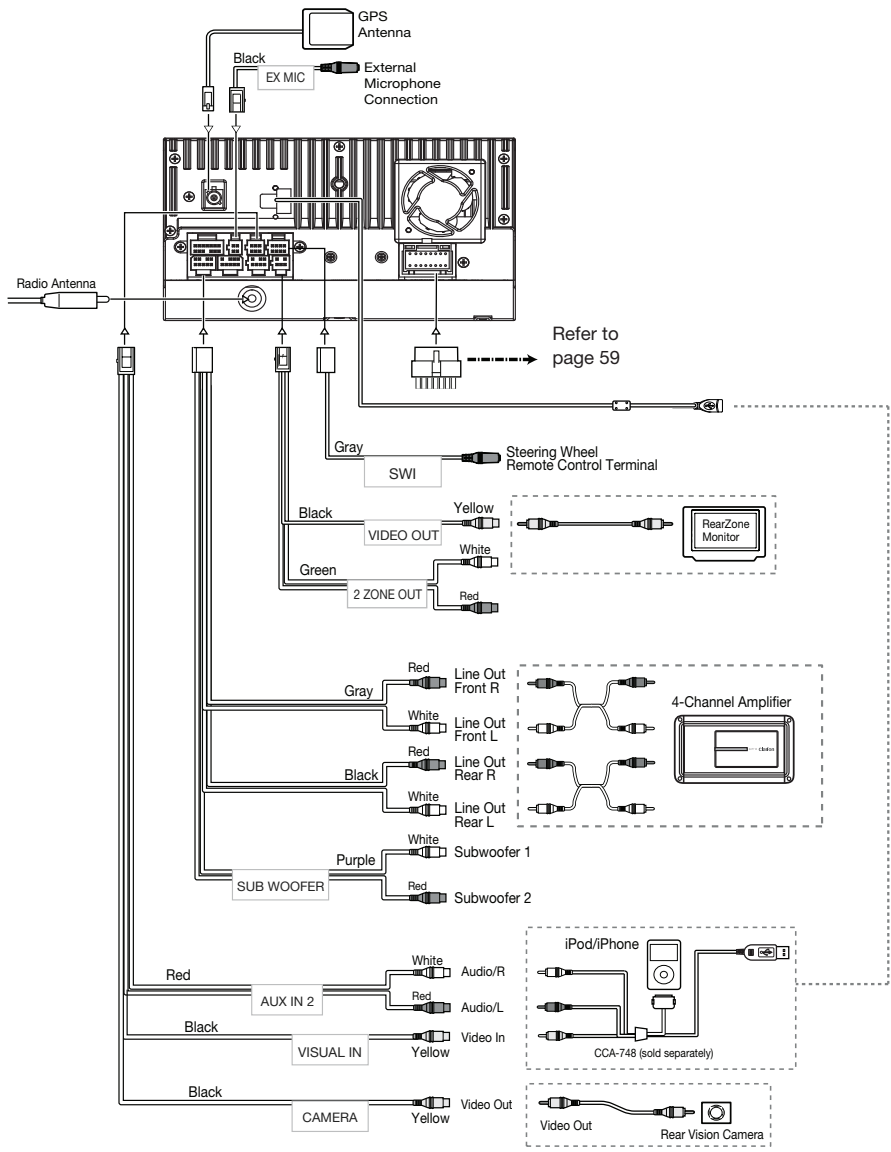 GPS
Antenna
Black
EX MIC
External
Microphone
Connection
Radio Antenna
Refer to
page 59
Gray
SWI
Steering Wheel
Remote Control Terminal
Black
VIDEO OUT
Yellow
RearZone
Monitor
Green
2 ZONE OUT
White
Red
Gray
Red
Line Out
Front R
White
Line Out
Front L
4-Channel Amplifier
clarion
Black
Red
Line Out
Rear R
White
Line Out
Rear L
Purple
SUB WOOFER
White
Subwoofer 1
Red
Subwoofer 2
iPod/iPhone
Red
AUX IN 2
White
Audio/R
Red
Audio/L
Black
VISUAL IN
Yellow
Video In
CCA-748 (sold separately)
Black
CAMERA
Yellow
Video Out
Video Out
Rear Vision Camera